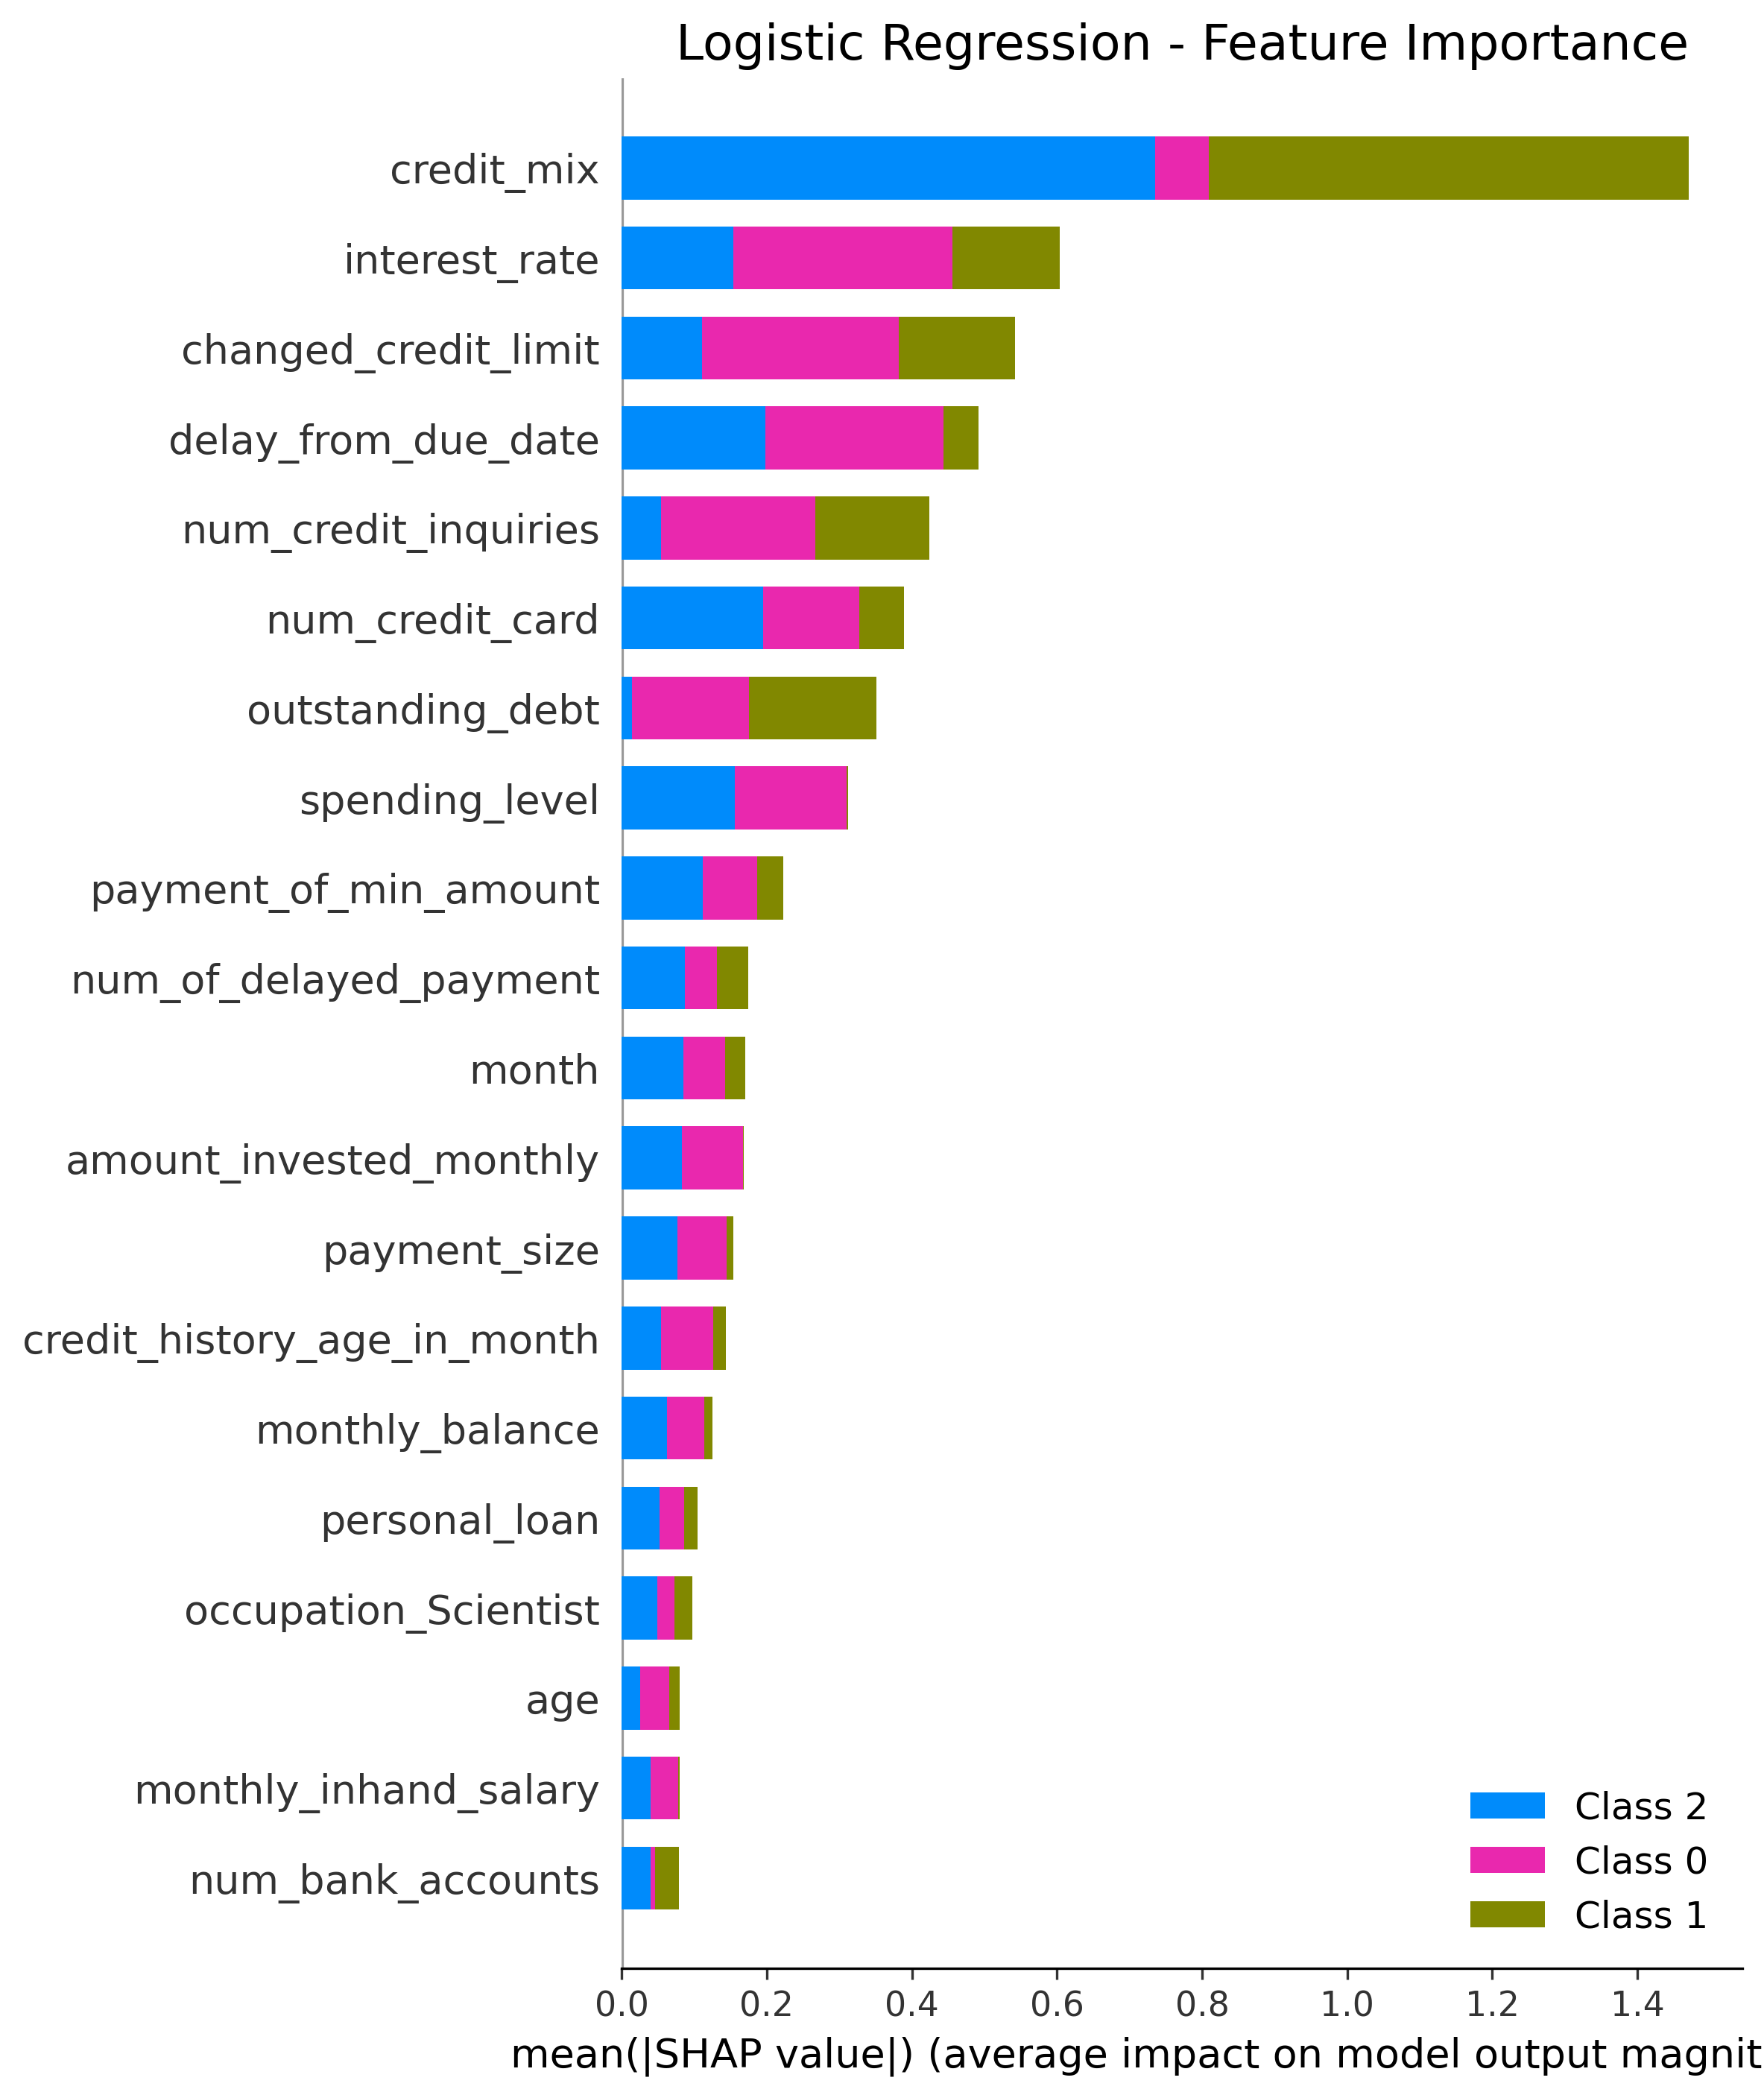 Logistic Regression - Feature Importance
credit_mix
interest_rate
changed_credit_limit
delay_from_due_date
num_credit_inquiries
num_credit_card
outstanding_debt
spending_level
payment_of_min_amount
num_of_delayed_payment
month
amount_invested_monthly
payment_size
credit_history_age_in_month
monthly_balance
personal_loan
occupation_Scientist
age
monthly_inhand_salary
num_bank_accounts
Class 2
Class 0
Class 1
0.0 0.2 0.4 0.6 0.8 1.0 1.2 1.4
mean(|SHAP value|) (average impact on model output magnit